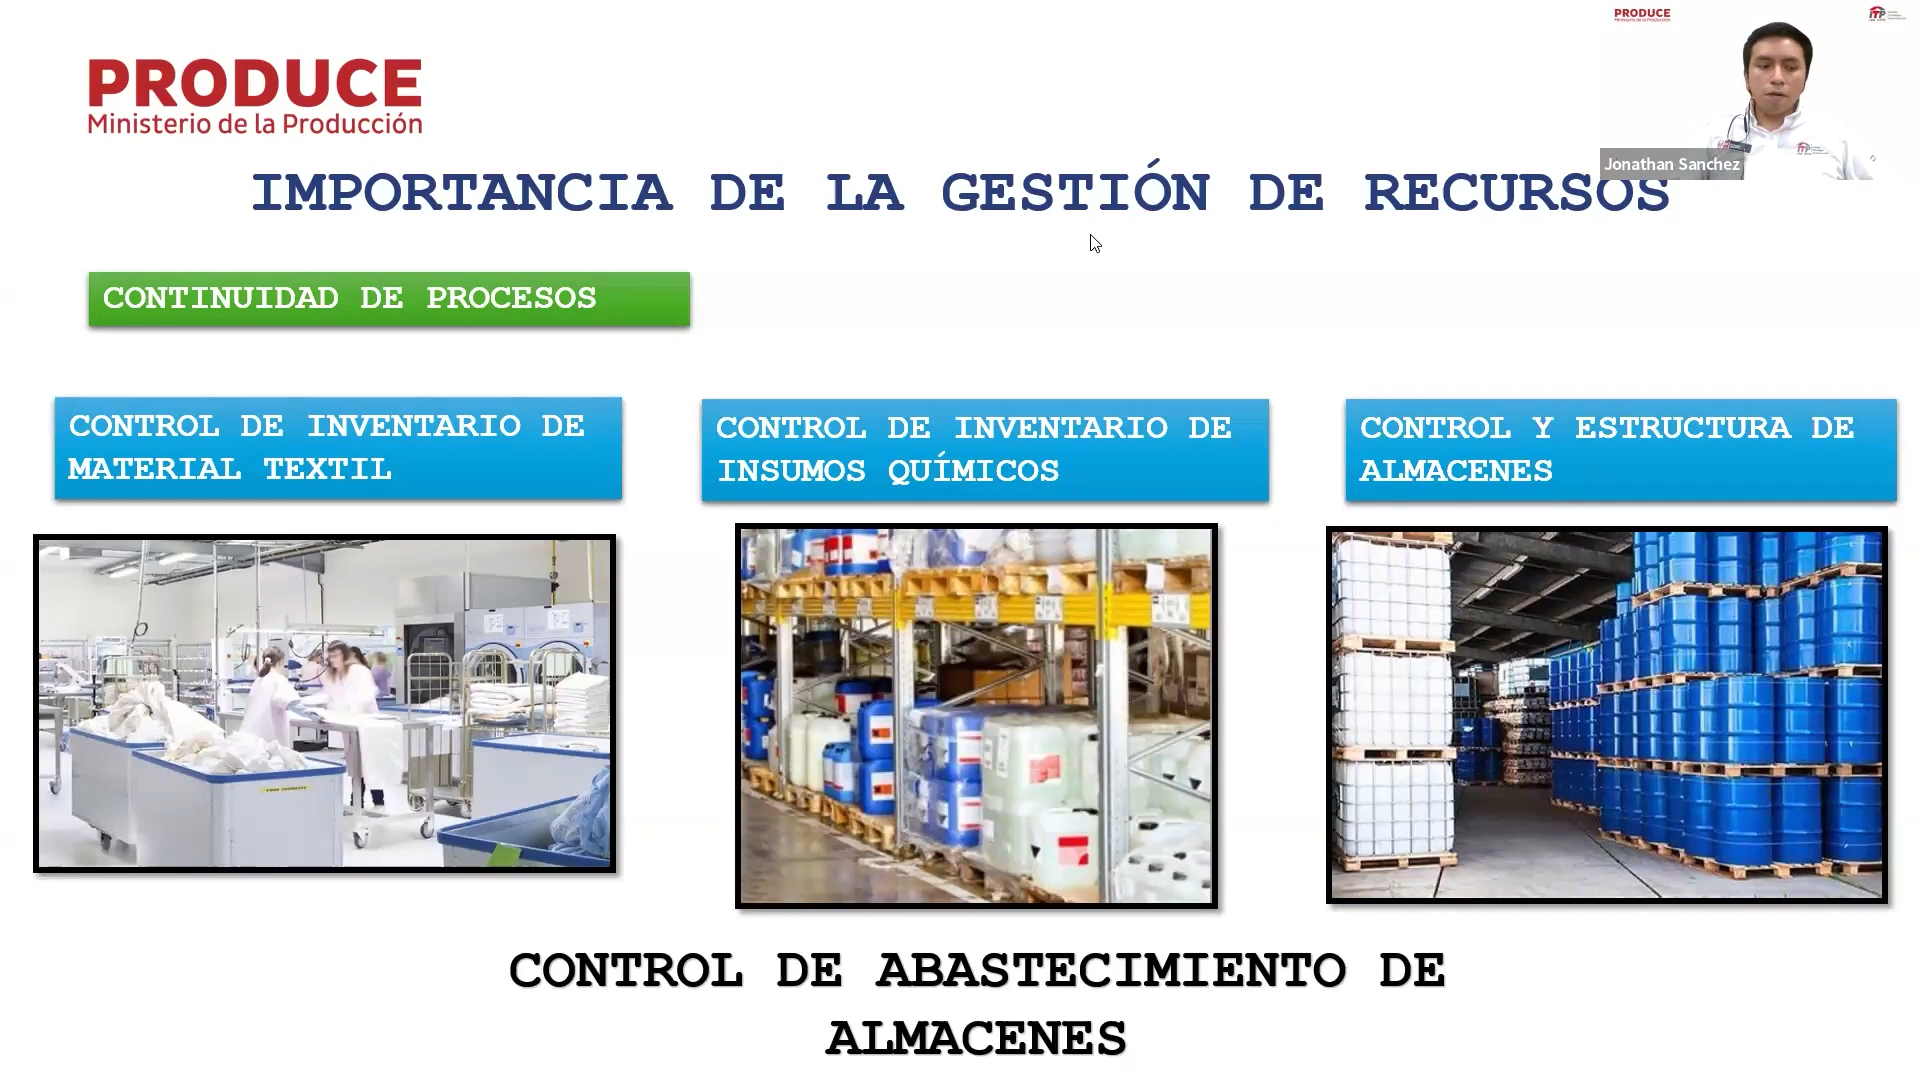 PRODUCE
Ministerio de la Producción
PRODUCE
ITP
Jonathan Sanchez
ITP
IMPORTANCIA DE LA GESTIÓN DE RECURSOS
CONTINUIDAD DE PROCESOS
CONTROL DE INVENTARIO DE
MATERIAL TEXTIL
CONTROL DE INVENTARIO DE
INSUMOS QUÍMICOS
CONTROL Y ESTRUCTURA DE
ALMACENES
CONTROL DE ABASTECIMIENTO DE
ALMACENES